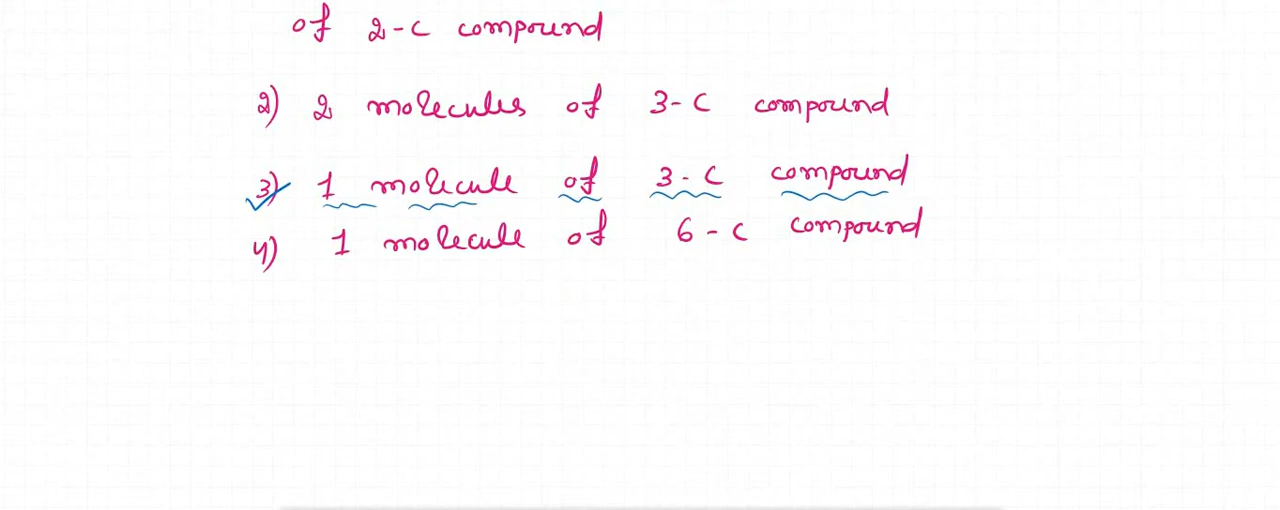 of 2-C compound
2) 2 molecules of 3-C compound
3) 1 molecule of 3-C compound
4) 1 molecule of 6-C compound